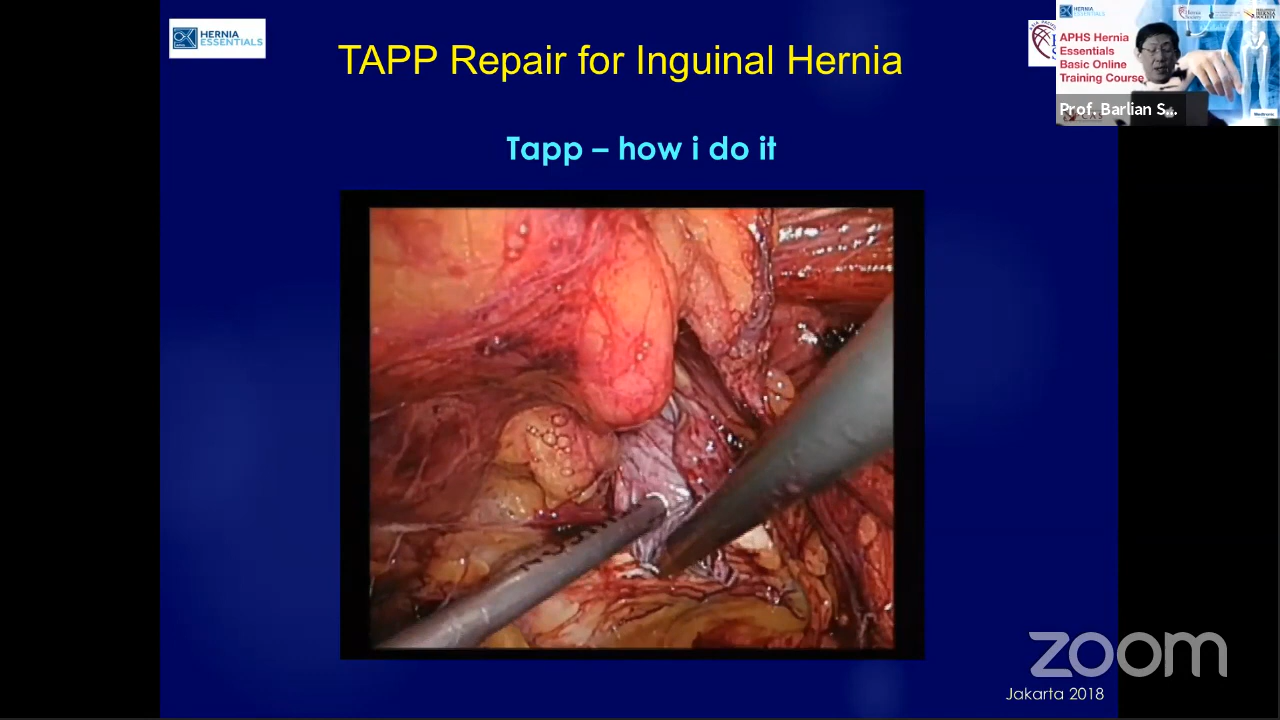 HERNIA
ESSENTIALS
TAPP Repair for Inguinal Hernia
Tapp – how i do it
HERNIA
ESSENTIALS
APHS Hernia
Essentials
Basic Online
Training Course
Prof. Barlian S...
zoom
Jakarta 2018